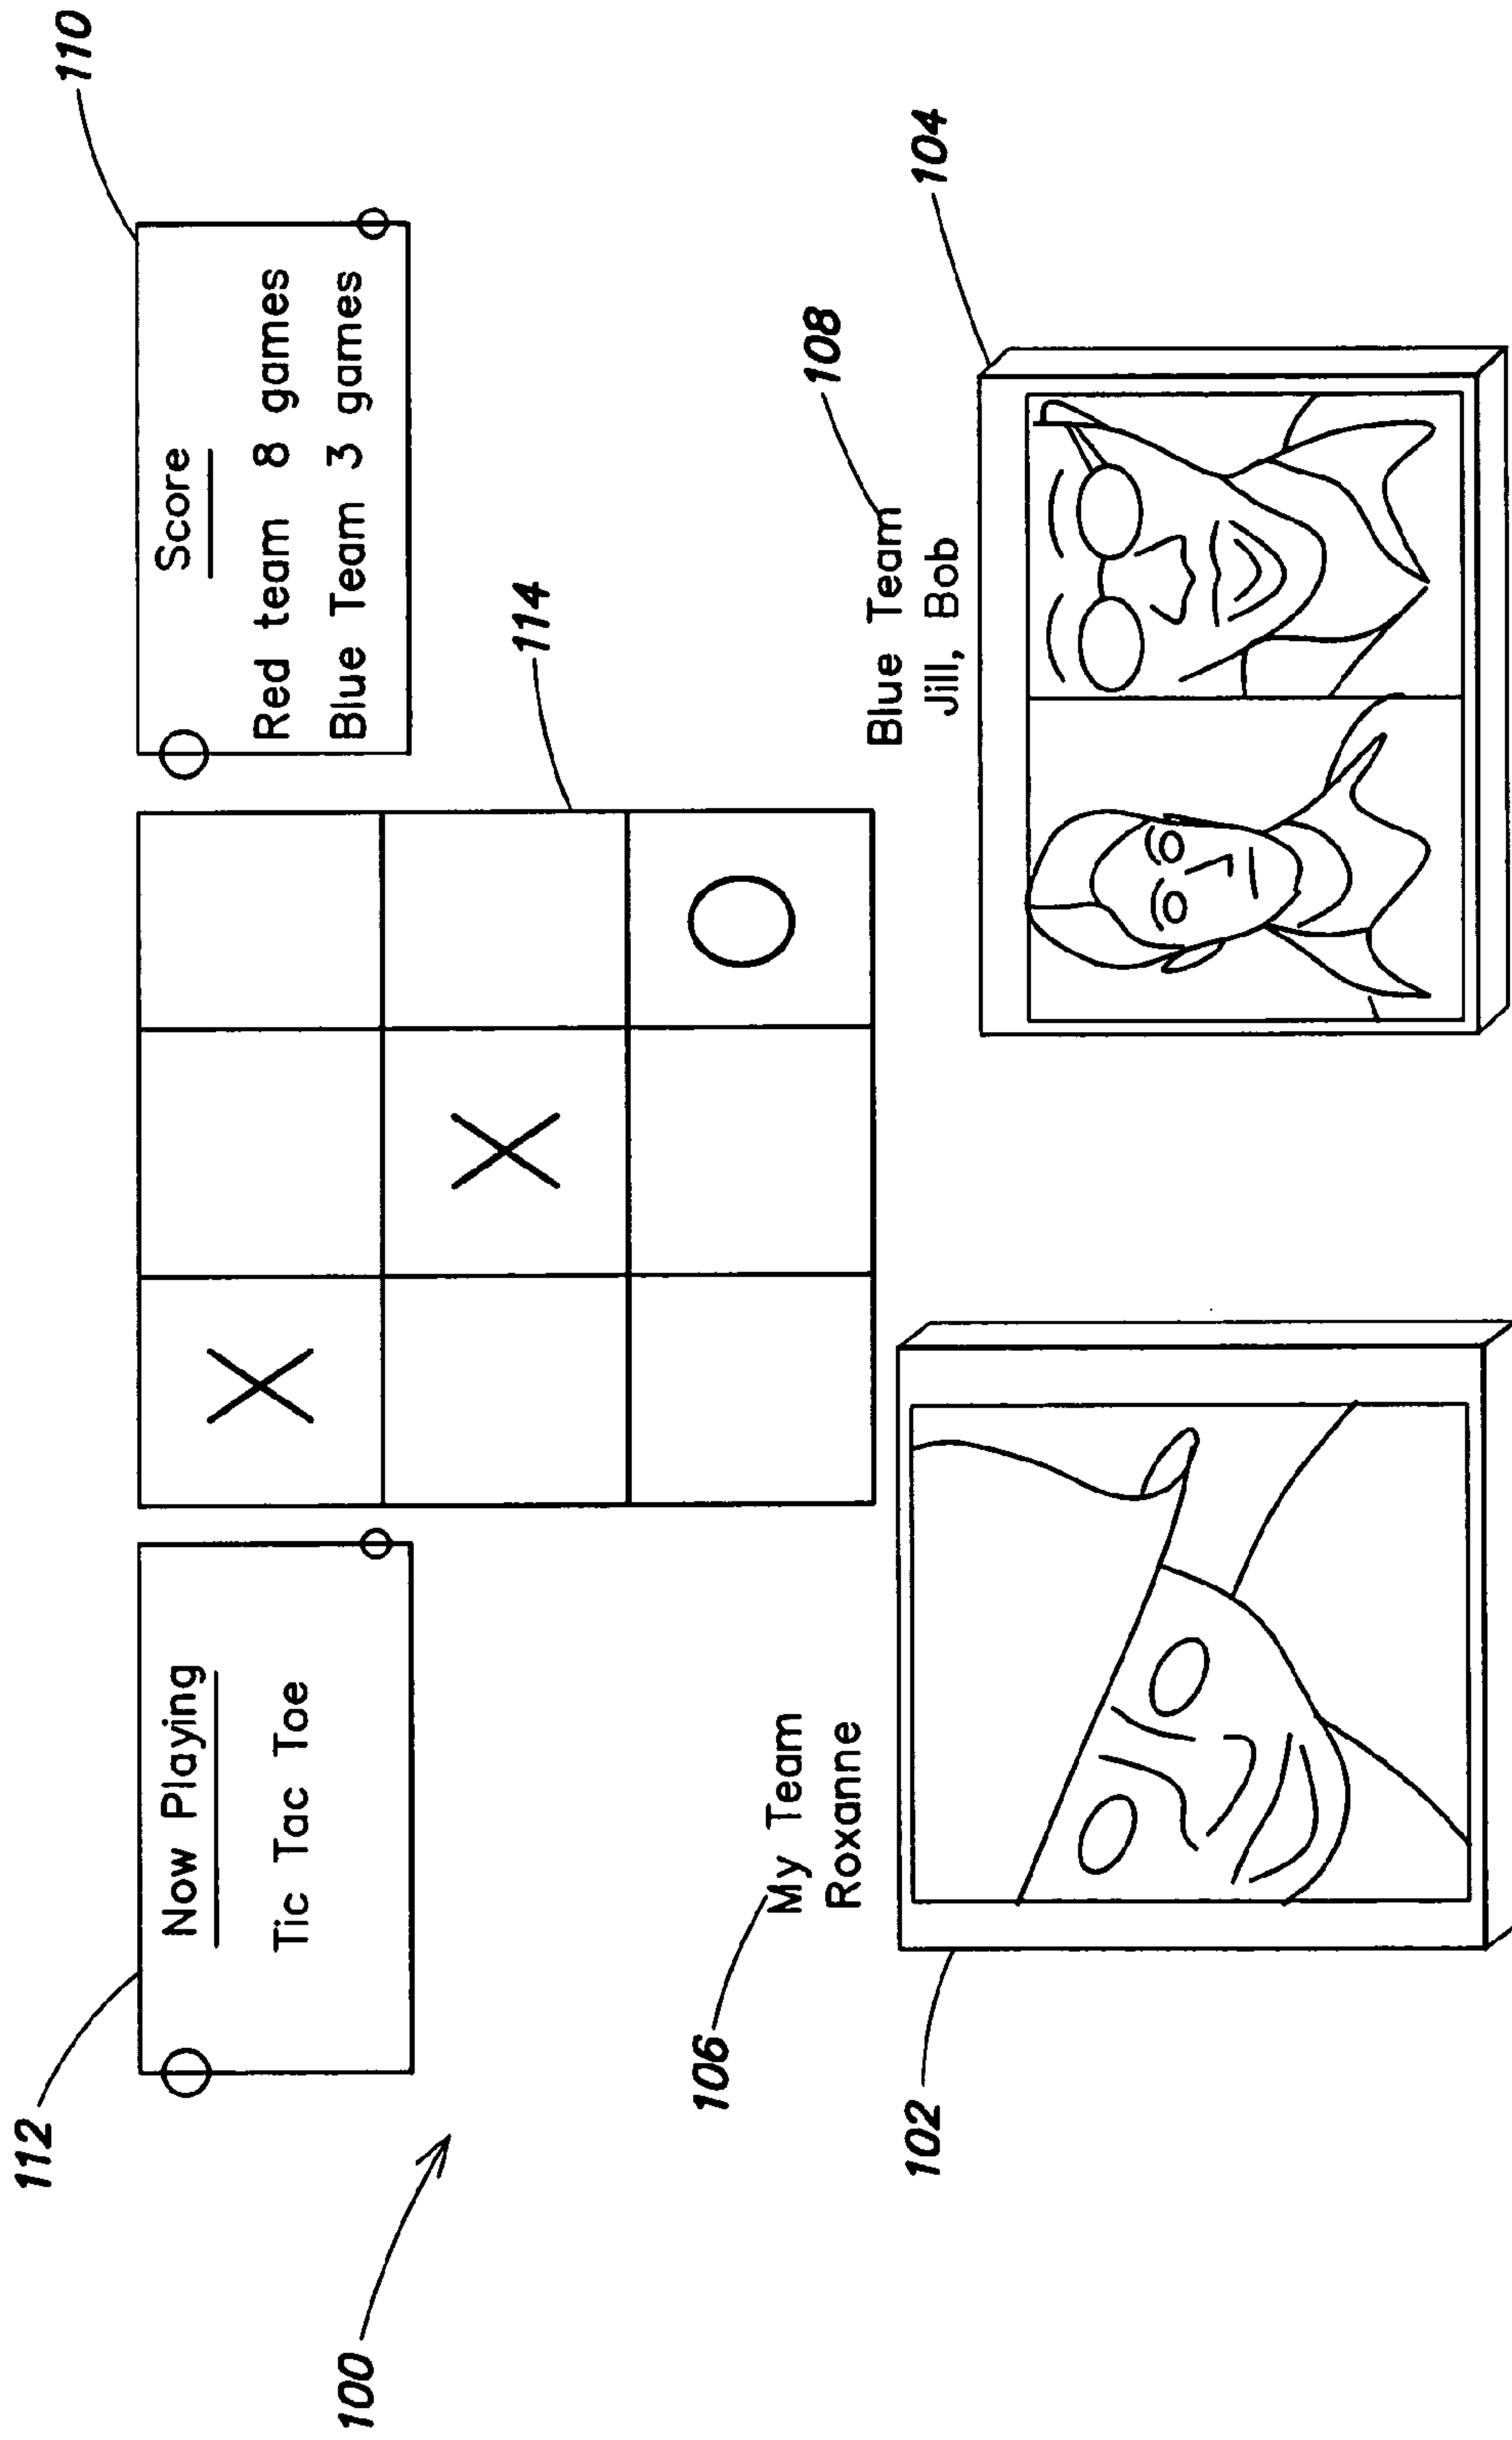 112
110
Now Playing
Tic Tac Toe
Score
Red team 8 games
Blue Team 3 games
X
X
O
114
100
106
My Team
Roxanne
108
Blue Team
Jill, Bob
102
104